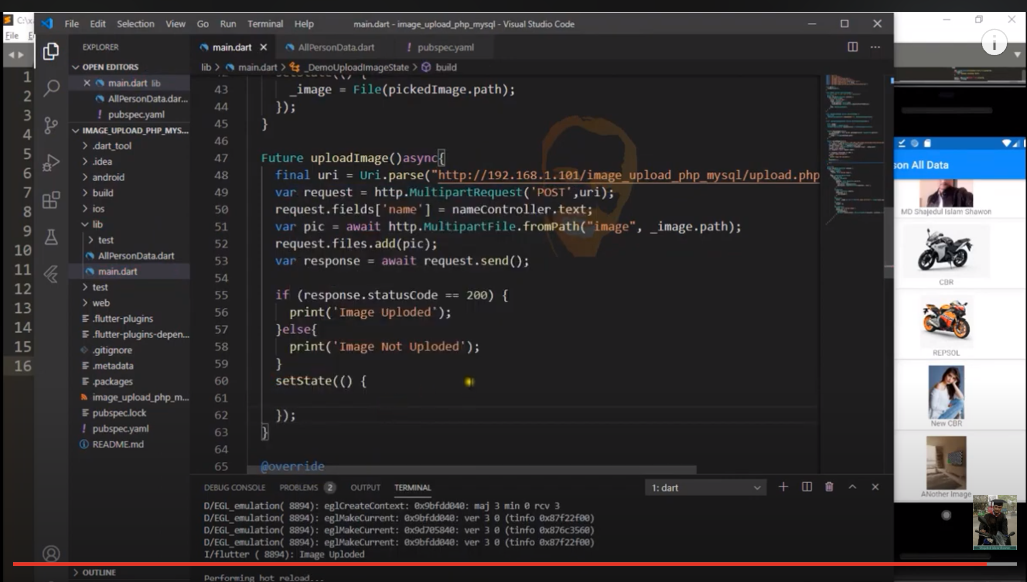 C:\xa
File Edit Selection View Go Run Terminal Help
main.dart - image_upload_php_mysql - Visual Studio Code
File
1
2
3
4
5
6
7
8
9
10
11
12
13
14
15
16
EXPLORER
OPEN EDITORS
main.dart lib
AllPersonData.dar...
pubspec.yaml
IMAGE_UPLOAD_PHP_MYS...
.dart_tool
.idea
android
build
ios
lib
test
AllPersonData.dart
main.dart
test
web
.flutter-plugins
.flutter-plugins-depen...
.gitignore
.metadata
.packages
image_upload_php_m...
pubspec.lock
pubspec.yaml
README.md
OUTLINE
main.dart
AllPersonData.dart
pubspec.yaml
lib > main.dart > _DemoUploadImageState > build
42 setState(() {
43 _image = File(pickedImage.path);
44 });
45 }
46
47 Future uploadImage()async{
48 final uri = Uri.parse("http://192.168.1.101/image_upload_php_mysql/upload.php
49 var request = http.MultipartRequest('POST',uri);
50 request.fields['name'] = nameController.text;
51 var pic = await http.MultipartFile.fromPath("image", _image.path);
52 request.files.add(pic);
53 var response = await request.send();
54
55 if (response.statusCode == 200) {
56 print('Image Uploded');
57 }else{
58 print('Image Not Uploded');
59 }
60 setState(() {
61
62 });
63 }
64
65 @override
DEBUG CONSOLE PROBLEMS 2 OUTPUT TERMINAL
1: dart
D/EGL_emulation( 8894): eglCreateContext: 0x9bfdd040: maj 3 min 0 rcv 3
D/EGL_emulation( 8894): eglMakeCurrent: 0x9bfdd040: ver 3 0 (tinfo 0x87f22f00)
D/EGL_emulation( 8894): eglMakeCurrent: 0x9d705840: ver 3 0 (tinfo 0x876c3560)
D/EGL_emulation( 8894): eglMakeCurrent: 0x9bfdd040: ver 3 0 (tinfo 0x87f22f00)
I/flutter ( 8894): Image Uploded
Performing hot reload...
son All Data
MD Shajedul Islam Shawon
CBR
REPSOL
New CBR
ANother Image